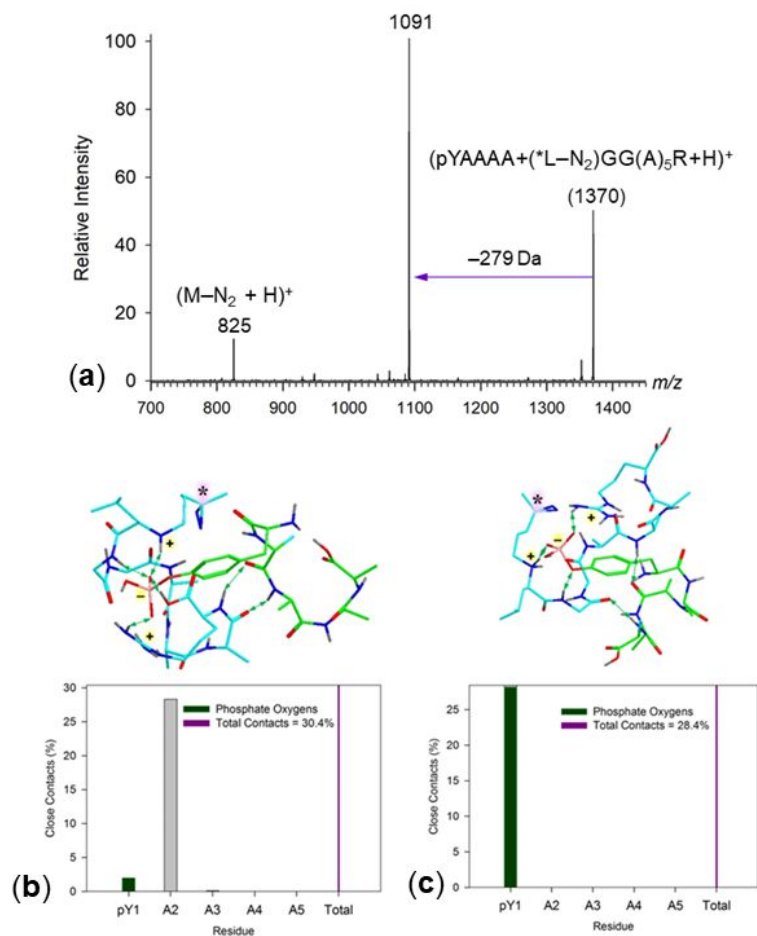 1091
100
80
60
40
20
0
Relative Intensity
(pYAAAA+(*L–N₂)GG(A)₅R+H)⁺
(1370)
–279 Da
(M–N₂ + H)⁺
825
(a)
700 800 900 1000 1100 1200 1300 1400 m/z
*
+
–
+
*
+
–
+
30
25
20
15
10
5
0
Close Contacts (%)
Phosphate Oxygens
Total Contacts = 30.4%
pY1 A2 A3 A4 A5 Total
Residue
(b)
25
20
15
10
5
0
Close Contacts (%)
Phosphate Oxygens
Total Contacts = 28.4%
pY1 A2 A3 A4 A5 Total
Residue
(c)